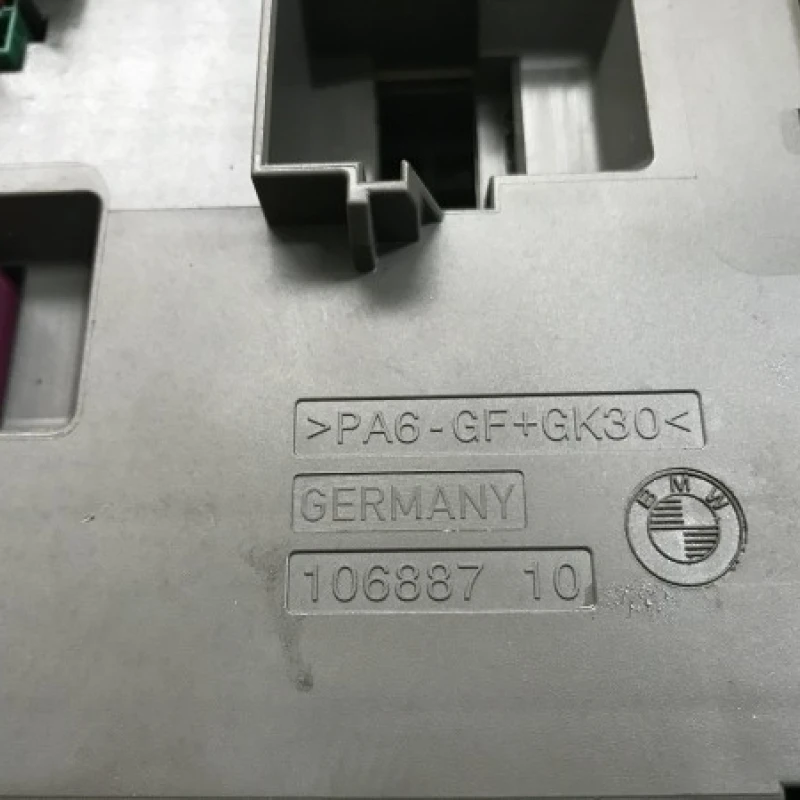 >PA6-GF+GK30<
GERMANY
BMW
106887 10